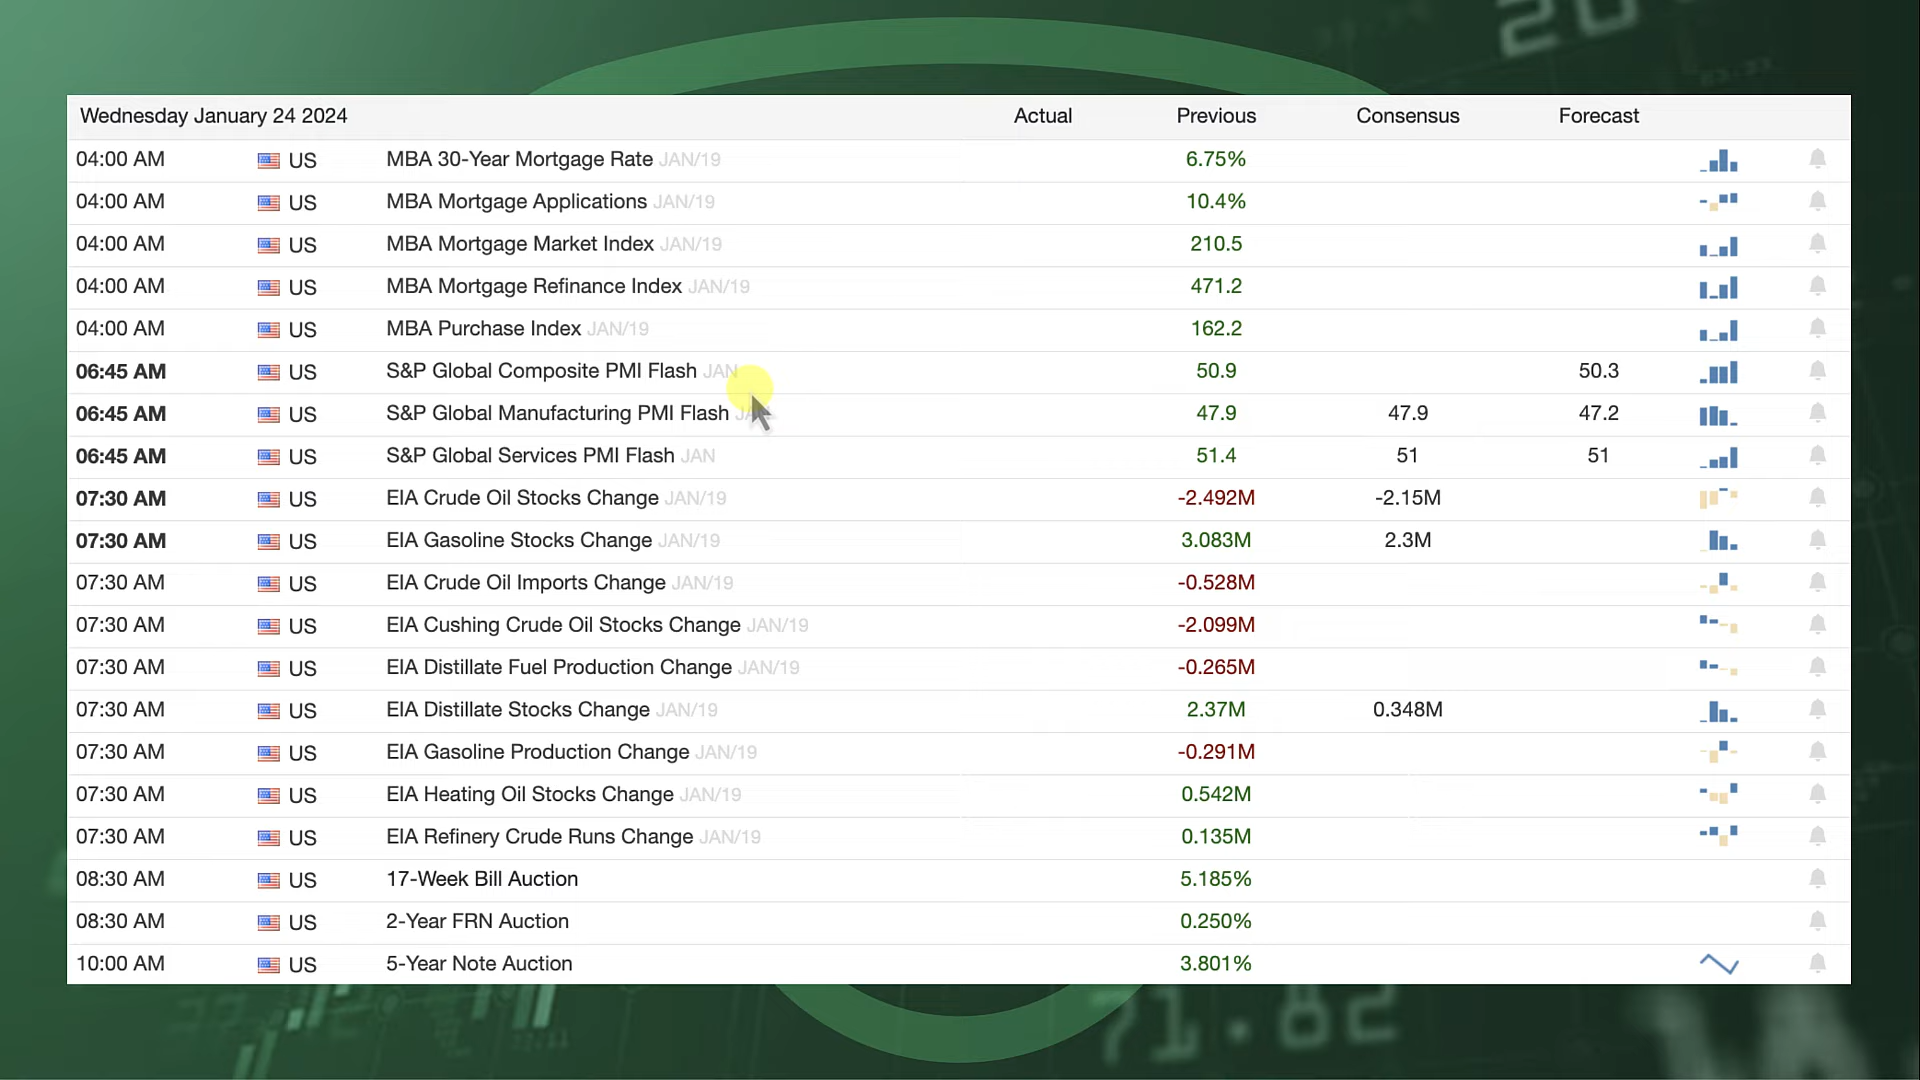 Wednesday January 24 2024 Actual Previous Consensus Forecast
04:00 AM US MBA 30-Year Mortgage Rate JAN/19 6.75%
04:00 AM US MBA Mortgage Applications JAN/19 10.4%
04:00 AM US MBA Mortgage Market Index JAN/19 210.5
04:00 AM US MBA Mortgage Refinance Index JAN/19 471.2
04:00 AM US MBA Purchase Index JAN/19 162.2
06:45 AM US S&P Global Composite PMI Flash JAN 50.9 50.3
06:45 AM US S&P Global Manufacturing PMI Flash 47.9 47.9 47.2
06:45 AM US S&P Global Services PMI Flash JAN 51.4 51 51
07:30 AM US EIA Crude Oil Stocks Change JAN/19 -2.492M -2.15M
07:30 AM US EIA Gasoline Stocks Change JAN/19 3.083M 2.3M
07:30 AM US EIA Crude Oil Imports Change JAN/19 -0.528M
07:30 AM US EIA Cushing Crude Oil Stocks Change JAN/19 -2.099M
07:30 AM US EIA Distillate Fuel Production Change JAN/19 -0.265M
07:30 AM US EIA Distillate Stocks Change JAN/19 2.37M 0.348M
07:30 AM US EIA Gasoline Production Change JAN/19 -0.291M
07:30 AM US EIA Heating Oil Stocks Change JAN/19 0.542M
07:30 AM US EIA Refinery Crude Runs Change JAN/19 0.135M
08:30 AM US 17-Week Bill Auction 5.185%
08:30 AM US 2-Year FRN Auction 0.250%
10:00 AM US 5-Year Note Auction 3.801%
71.82